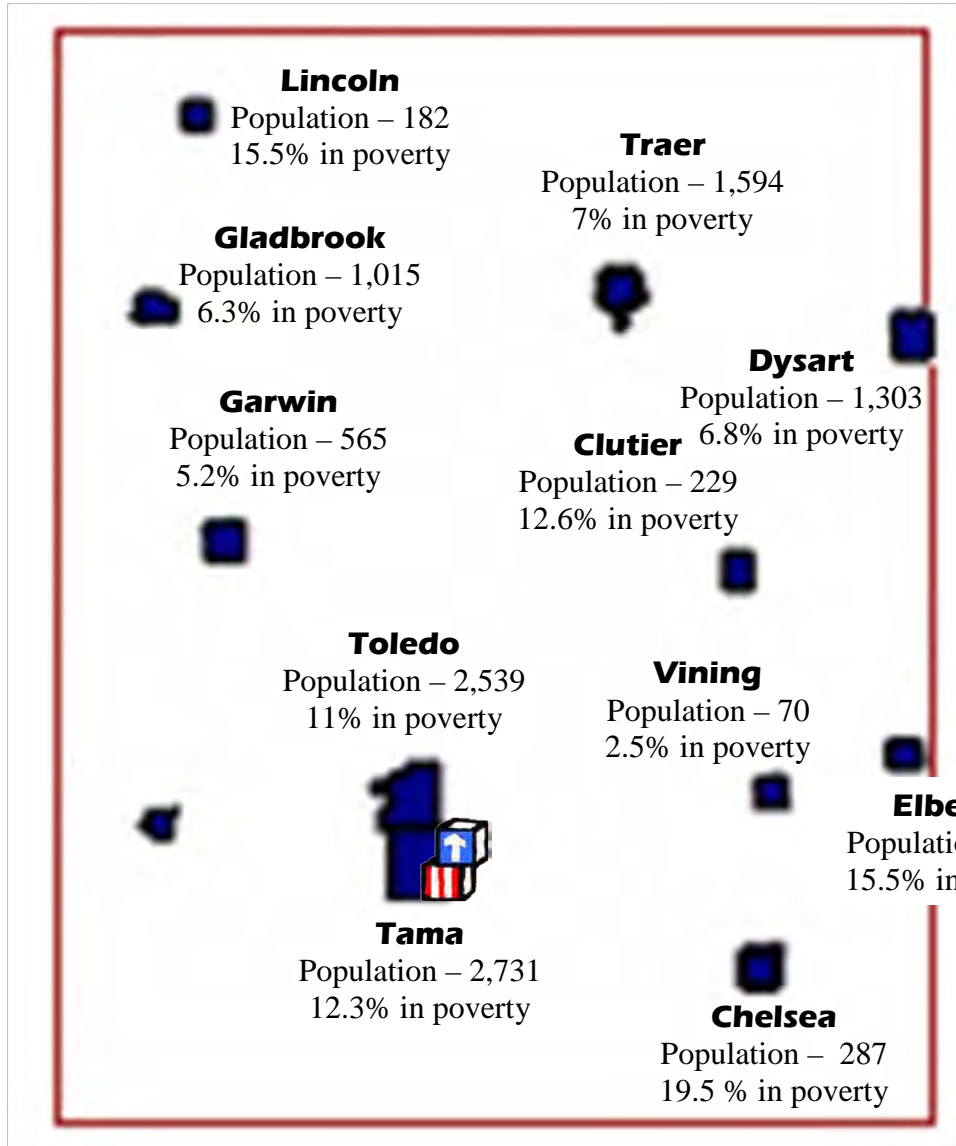 Lincoln
Population – 182
15.5% in poverty
Traer
Population – 1,594
7% in poverty
Gladbrook
Population – 1,015
6.3% in poverty
Dysart
Population – 1,303
6.8% in poverty
Garwin
Population – 565
5.2% in poverty
Clutier
Population – 229
12.6% in poverty
Toledo
Population – 2,539
11% in poverty
Vining
Population – 70
2.5% in poverty
15.5% in
Tama
Population – 2,731
12.3% in poverty
Chelsea
Population – 287
19.5 % in poverty